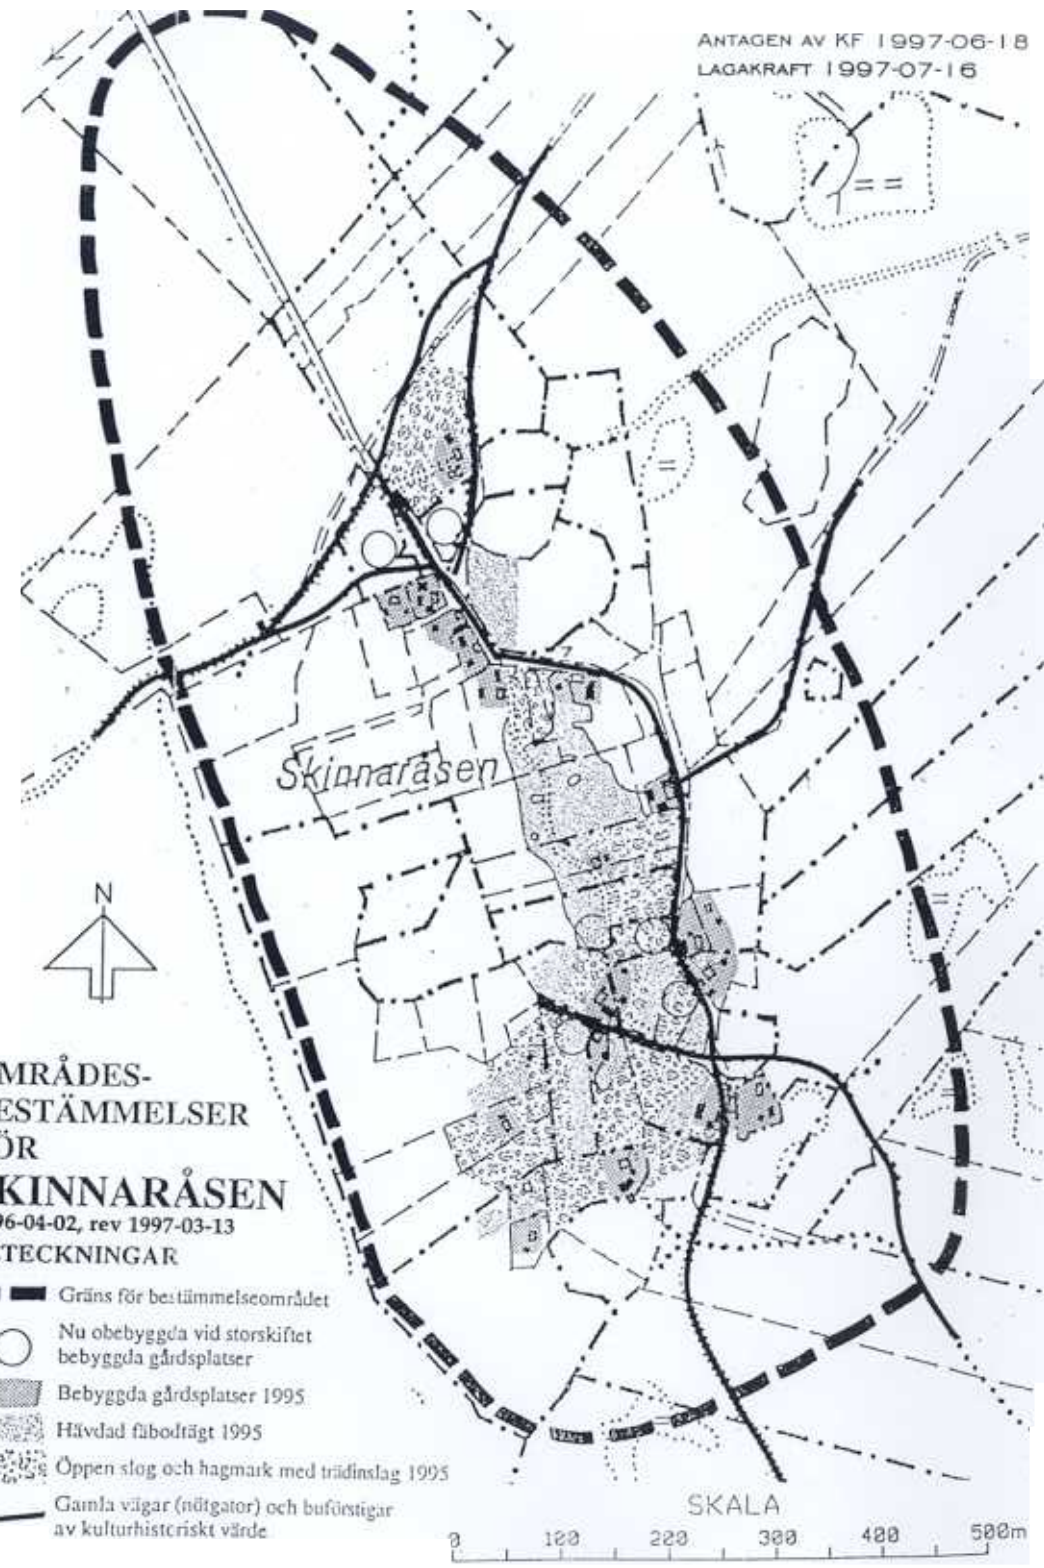 ANTAGEN AV KF 1997-06-18
LAGAKRAFT 1997-07-16
Skinnaråsen
N
MRÅDES-
ESTÄMMELSER
ÖR
KINNARÅSEN
96-04-02, rev 1997-03-13
TECKNINGAR
Gräns för bestämmelseområdet
Nu obebyggda vid storskiftet
bebyggda gårdsplatser
Bebyggda gårdsplatser 1995
Hävdad fäbodtägt 1995
Öppen slog och hagmark med trädinslag 1995
Gamla vägar (nötgator) och buförstigar
av kulturhistoriskt värde
SKALA
0 100 220 300 400 500m